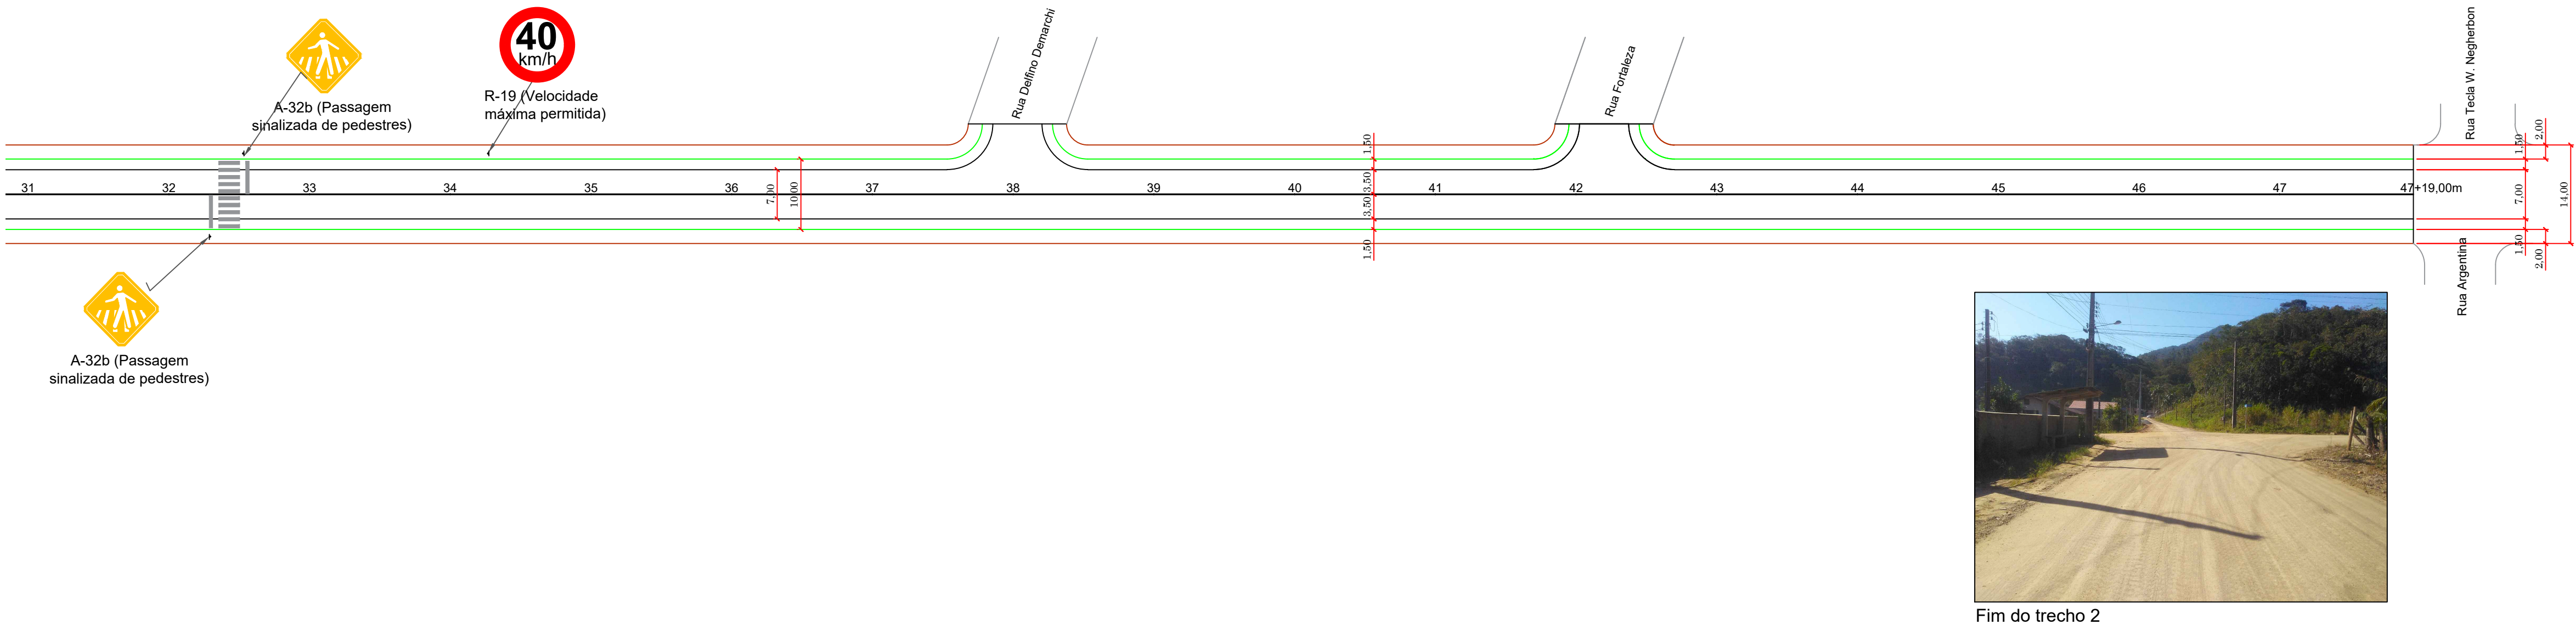 40
km/h
R-19 (Velocidade
máxima permitida)
A-32b (Passagem
sinalizada de pedestres)
Rua Delfino Demarchi
Rua Fortaleza
Rua Tecla W. Negherbon
31
32
33
34
35
36
37
38
39
40
41
42
43
44
45
46
47
47+19,00m
7,00
10,00
1,50
3,50
3,50
1,50
1,50
2,00
7,00
14,00
1,50
2,00
Rua Argentina
A-32b (Passagem
sinalizada de pedestres)
Fim do trecho 2